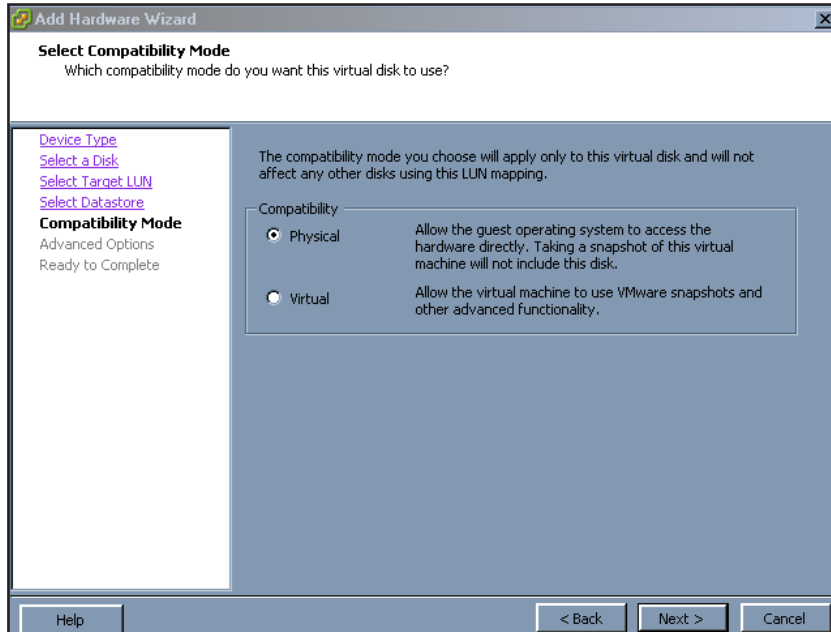 Add Hardware Wizard
Select Compatibility Mode
Which compatibility mode do you want this virtual disk to use?
Device Type
Select a Disk
Select Target LUN
Select Datastore
Compatibility Mode
Advanced Options
Ready to Complete
The compatibility mode you choose will apply only to this virtual disk and will not
affect any other disks using this LUN mapping.
Compatibility
Physical
Allow the guest operating system to access the
hardware directly. Taking a snapshot of this virtual
machine will not include this disk.
Virtual
Allow the virtual machine to use VMware snapshots and
other advanced functionality.
Help
< Back
Next >
Cancel